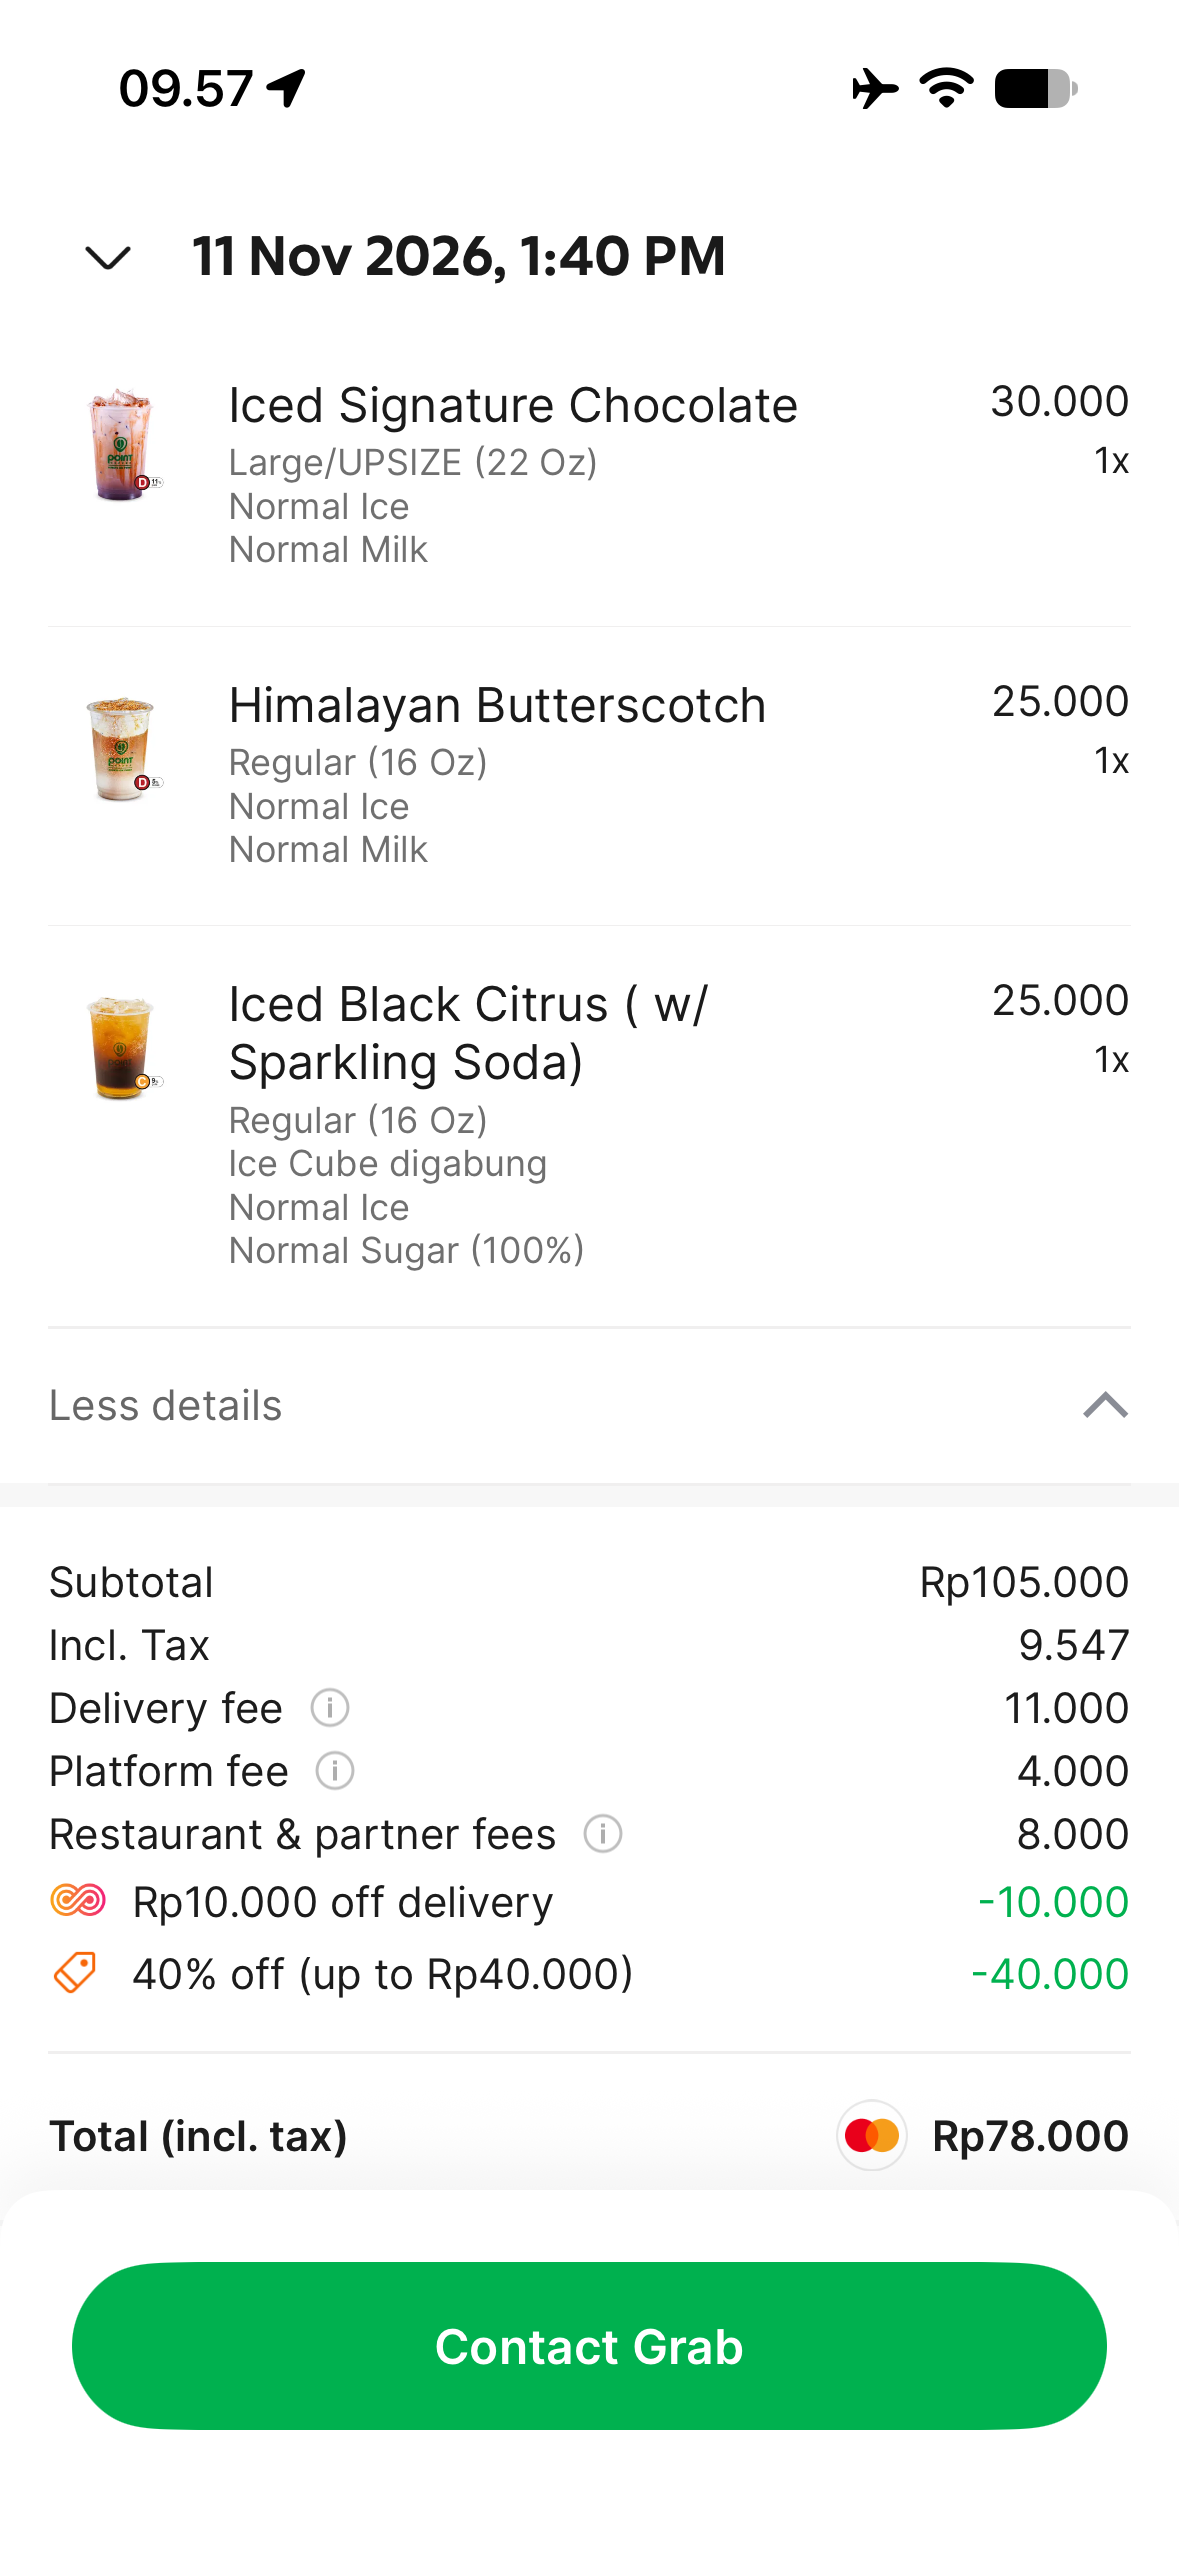 09.57
11 Nov 2026, 1:40 PM
Iced Signature Chocolate 30.000
Large/UPSIZE (22 Oz) 1x
Normal Ice
Normal Milk
Himalayan Butterscotch 25.000
Regular (16 Oz) 1x
Normal Ice
Normal Milk
Iced Black Citrus ( w/ 25.000
Sparkling Soda) 1x
Regular (16 Oz)
Ice Cube digabung
Normal Ice
Normal Sugar (100%)
Less details
Subtotal Rp105.000
Incl. Tax 9.547
Delivery fee 11.000
Platform fee 4.000
Restaurant & partner fees 8.000
Rp10.000 off delivery -10.000
40% off (up to Rp40.000) -40.000
Total (incl. tax) Rp78.000
Contact Grab